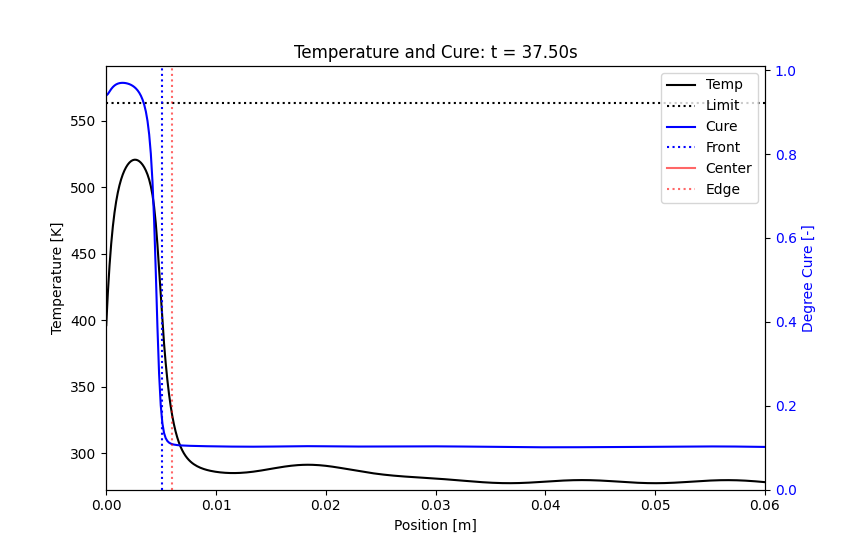 Temperature and Cure: t = 37.50s
Temperature [K]
550
500
450
400
350
300
Temp
Limit
Cure
Front
Center
Edge
1.0
0.8
0.6
0.4
0.2
0.0
Degree Cure [-]
0.00 0.01 0.02 0.03 0.04 0.05 0.06
Position [m]